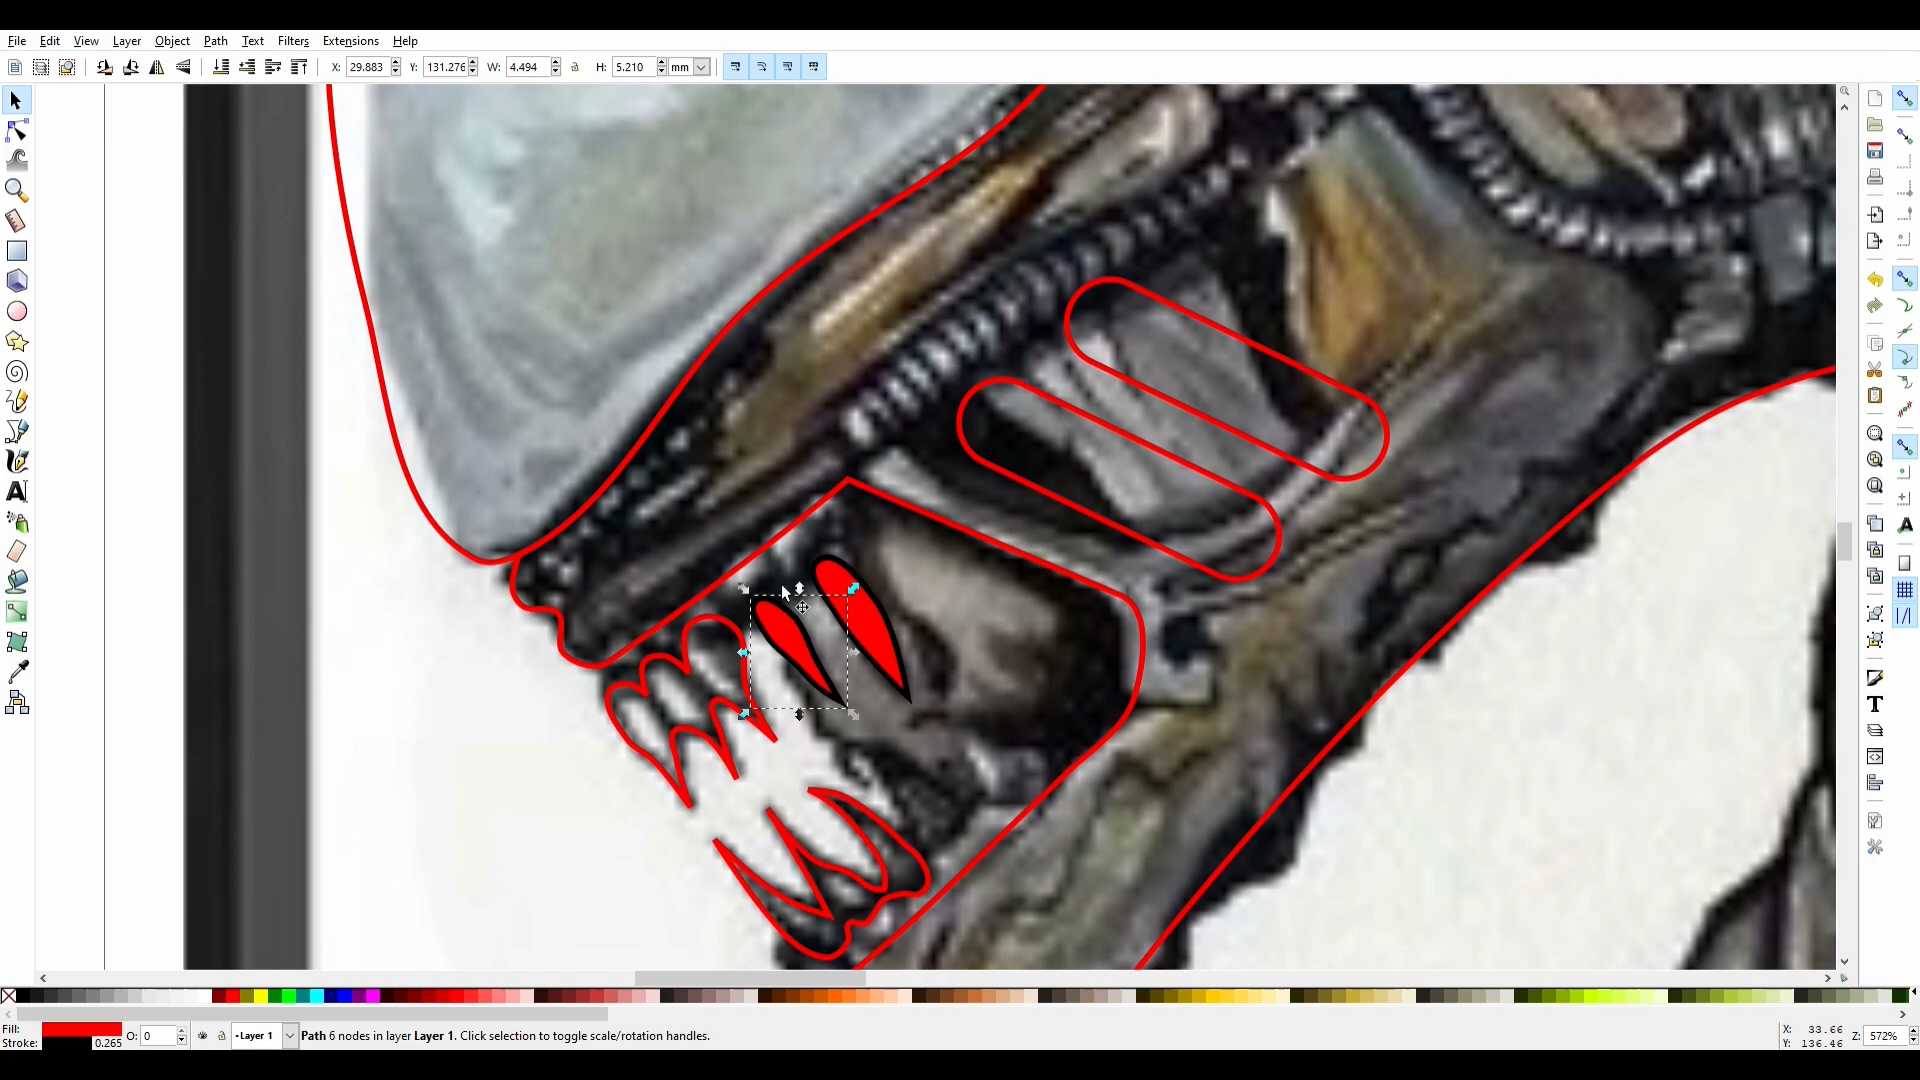 File Edit View Layer Object Path Text Filters Extensions Help
X: 29.883 Y: 131.276 W: 4.494 H: 5.210 mm
Fill: O: 0 Layer 1 Path 6 nodes in layer Layer 1. Click selection to toggle scale/rotation handles. X: 33.66 Z: 572%
Stroke: 0.265 Y: 136.46